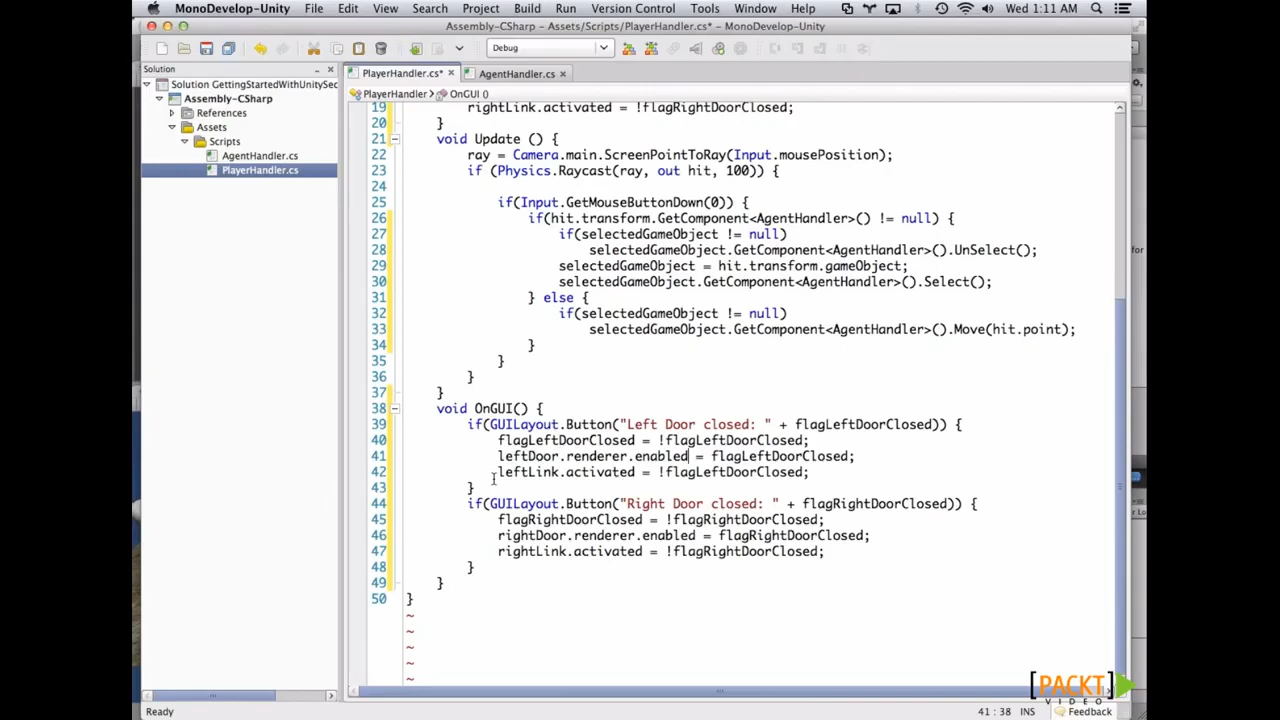 MonoDevelop-Unity File Edit View Search Project Build Run Version Control Tools Window Help Wed 1:11 AM
Assembly-CSharp - Assets/Scripts/PlayerHandler.cs* - MonoDevelop-Unity
Debug
Solution
PlayerHandler.cs* AgentHandler.cs
Solution GettingStartedWithUnitySec
PlayerHandler OnGUI ()
Assembly-CSharp
References
Assets
Scripts
AgentHandler.cs
PlayerHandler.cs
19 rightLink.activated = !flagRightDoorClosed;
20 }
21 void Update () {
22 ray = Camera.main.ScreenPointToRay(Input.mousePosition);
23 if (Physics.Raycast(ray, out hit, 100)) {
24
25 if(Input.GetMouseButtonDown(0)) {
26 if(hit.transform.GetComponent<AgentHandler>() != null) {
27 if(selectedGameObject != null)
28 selectedGameObject.GetComponent<AgentHandler>().UnSelect();
29 selectedGameObject = hit.transform.gameObject;
30 selectedGameObject.GetComponent<AgentHandler>().Select();
31 } else {
32 if(selectedGameObject != null)
33 selectedGameObject.GetComponent<AgentHandler>().Move(hit.point);
34 }
35 }
36 }
37 }
38 void OnGUI() {
39 if(GUILayout.Button("Left Door closed: " + flagLeftDoorClosed)) {
40 flagLeftDoorClosed = !flagLeftDoorClosed;
41 leftDoor.renderer.enabled = flagLeftDoorClosed;
42 leftLink.activated = !flagLeftDoorClosed;
43 }
44 if(GUILayout.Button("Right Door closed: " + flagRightDoorClosed)) {
45 flagRightDoorClosed = !flagRightDoorClosed;
46 rightDoor.renderer.enabled = flagRightDoorClosed;
47 rightLink.activated = !flagRightDoorClosed;
48 }
49 }
50 }
~
~
~
~
~
[PACKT]
VIDEO
Ready 41 : 38 INS Feedback